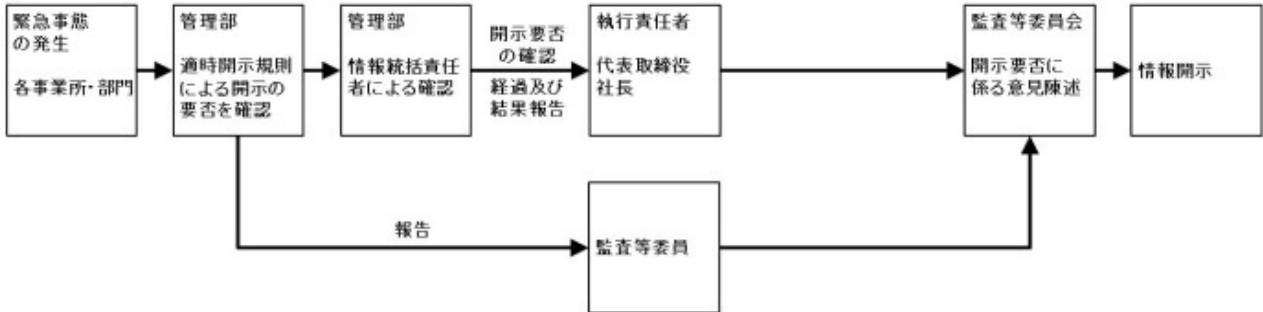 緊急事態
の発生
各事業所・部門
管理部
適時開示規則
による開示の
要否を確認
管理部
情報統括責任
者による確認
開示要否
の確認
経過及び
結果報告
執行責任者
代表取締役
社長
監査等委員会
開示要否に
係る意見陳述
情報開示
報告
監査等委員